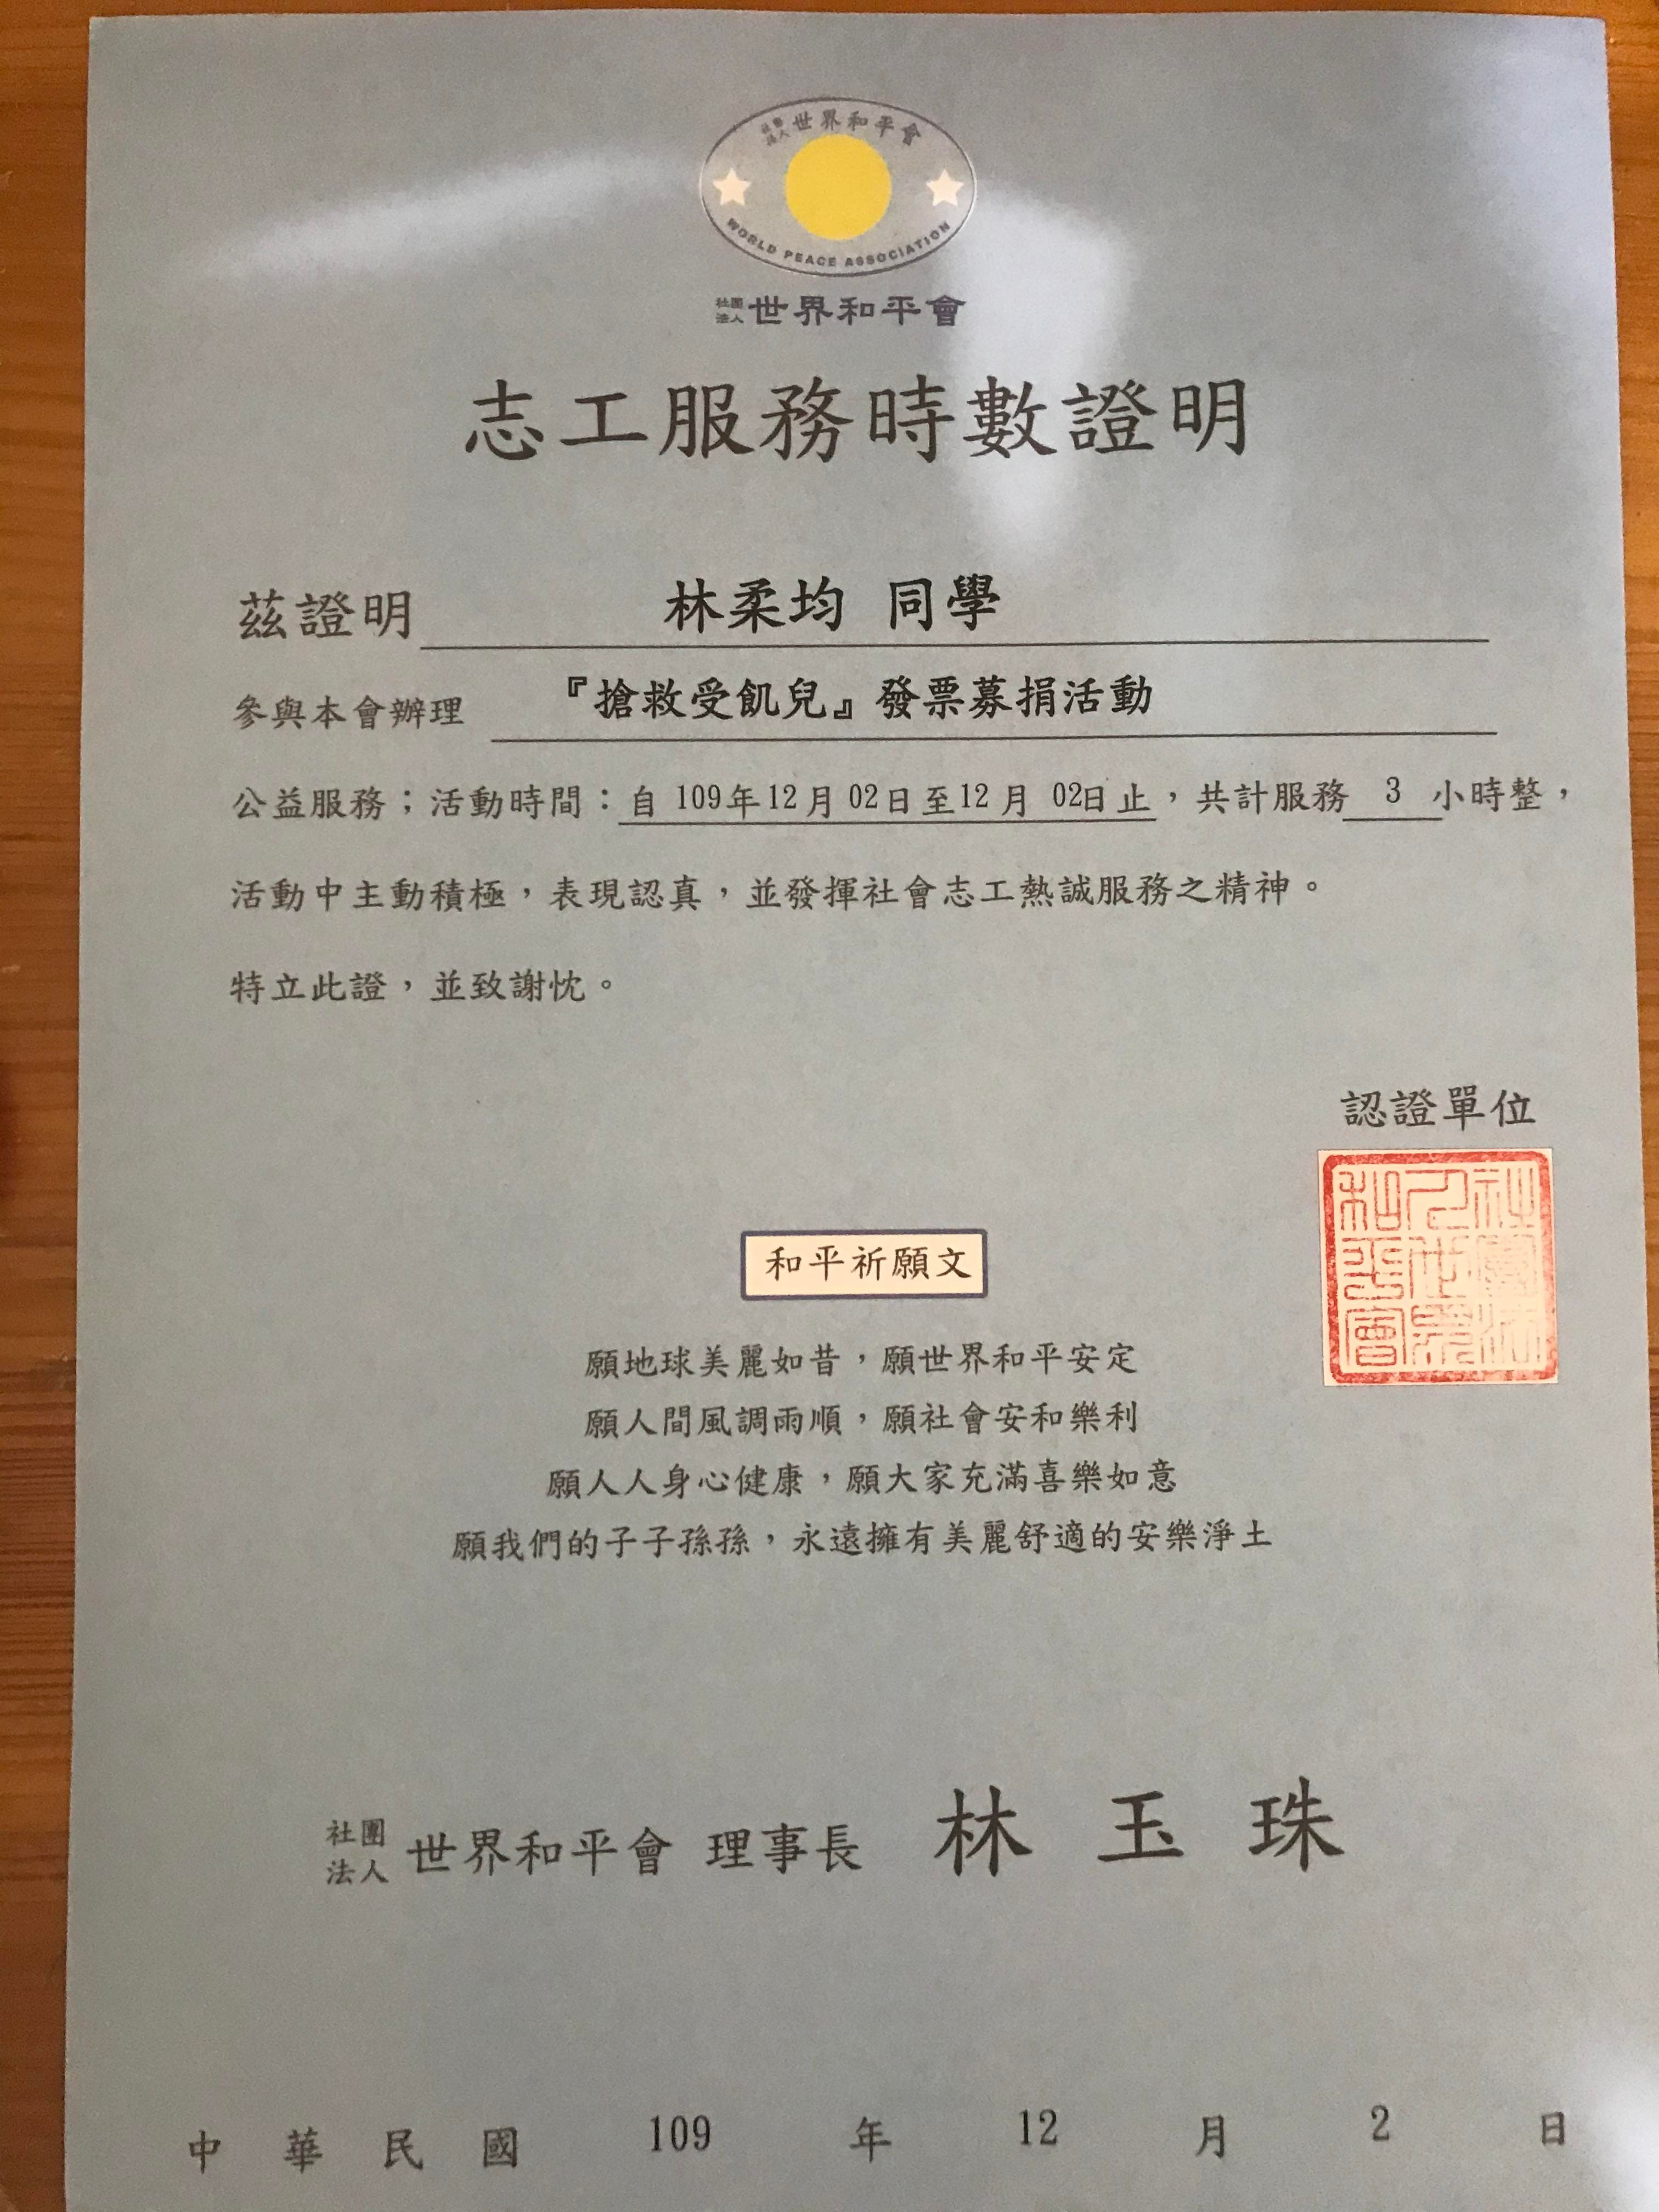 社團法人 世界和平會
WORLD PEACE ASSOCIATION
社團法人 世界和平會
志工服務時數證明
茲證明 林柔均 同學
參與本會辦理 『搶救受飢兒』發票募捐活動
公益服務；活動時間：自 109年12月 02日至12月 02日止，共計服務 3 小時整，
活動中主動積極，表現認真，並發揮社會志工熱誠服務之精神。
特立此證，並致謝忱。
認證單位
社團法人世界和平會
和平祈願文
願地球美麗如昔，願世界和平安定
願人間風調雨順，願社會安和樂利
願人人身心健康，願大家充滿喜樂如意
願我們的子子孫孫，永遠擁有美麗舒適的安樂淨土
社團法人 世界和平會 理事長 林玉珠
中華民國 109 年 12 月 2 日